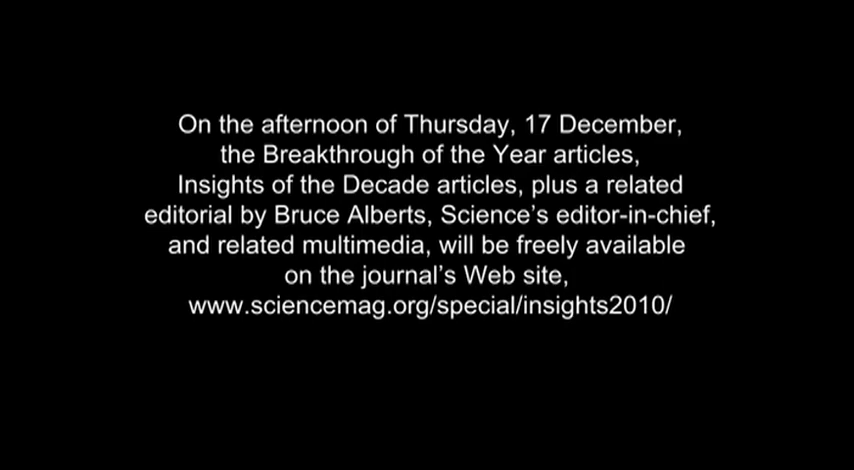 On the afternoon of Thursday, 17 December,
the Breakthrough of the Year articles,
Insights of the Decade articles, plus a related
editorial by Bruce Alberts, Science's editor-in-chief,
and related multimedia, will be freely available
on the journal's Web site,
www.sciencemag.org/special/insights2010/